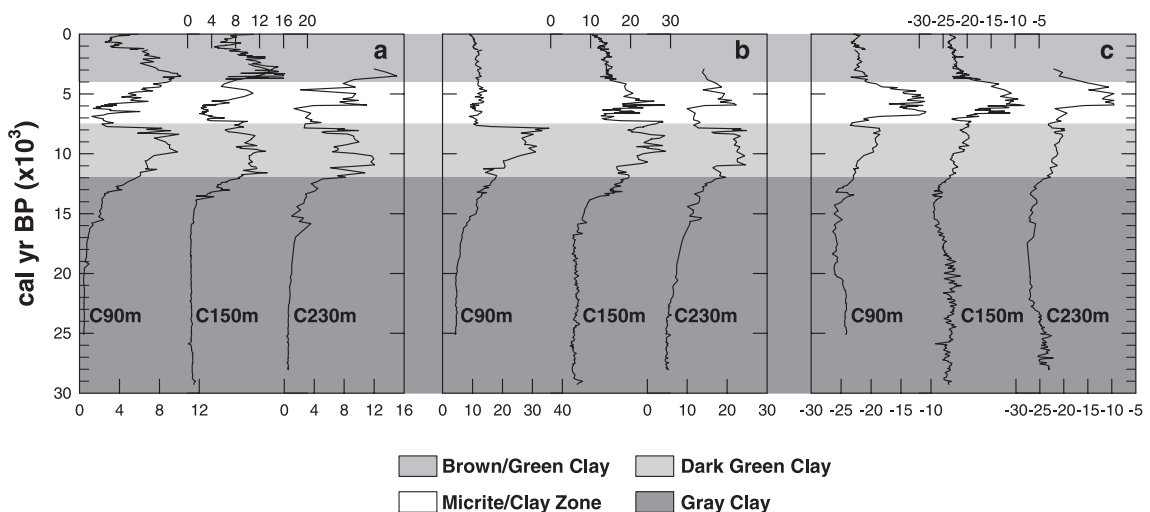 0 4 8 12 16 20 0 10 20 30 -30 -25 -20 -15 -10 -5
a b c
0
5
10
15
20
25
30
cal yr BP (x10³)
C90m C150m C230m C90m C150m C230m C90m C150m C230m
0 4 8 12 0 4 8 12 16 0 10 20 30 40 0 10 20 30 -30 -25 -20 -15 -10 -30 -25 -20 -15 -10 -5
Brown/Green Clay Dark Green Clay
Micrite/Clay Zone Gray Clay